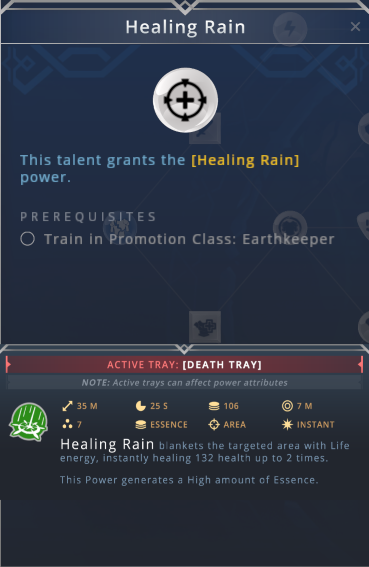 Healing Rain
This talent grants the [Healing Rain]
power.
PREREQUISITES
Train in Promotion Class: Earthkeeper
ACTIVE TRAY: [DEATH TRAY]
NOTE: Active trays can affect power attributes
35 M 25 S 106 7 M
7 ESSENCE AREA INSTANT
Healing Rain blankets the targeted area with Life
energy, instantly healing 132 health up to 2 times.
This Power generates a High amount of Essence.